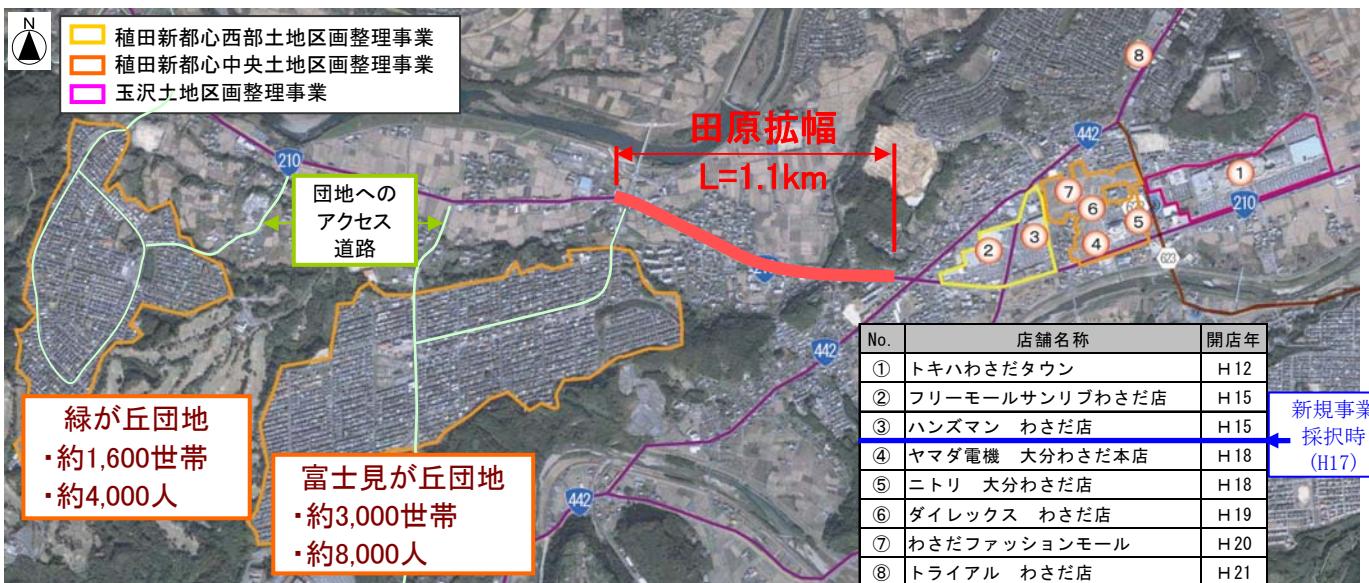 N
稙田新都心西部土地区画整理事業
稙田新都心中央土地区画整理事業
玉沢土地区画整理事業
⑧
田原拡幅
L=1.1km
442
210
団地への
アクセス
道路
①
210
⑦
⑥
⑤
④
③
②
623
442
442
緑が丘団地
・約1,600世帯
・約4,000人
富士見が丘団地
・約3,000世帯
・約8,000人
No. 店舗名称 開店年
① トキハわさだタウン H12
② フリーモールサンリブわさだ店 H15
③ ハンズマン わさだ店 H15
④ ヤマダ電機 大分わさだ本店 H18
⑤ ニトリ 大分わさだ店 H18
⑥ ダイレックス わさだ店 H19
⑦ わさだファッションモール H20
⑧ トライアル わさだ店 H21
新規事業
採択時
(H17)